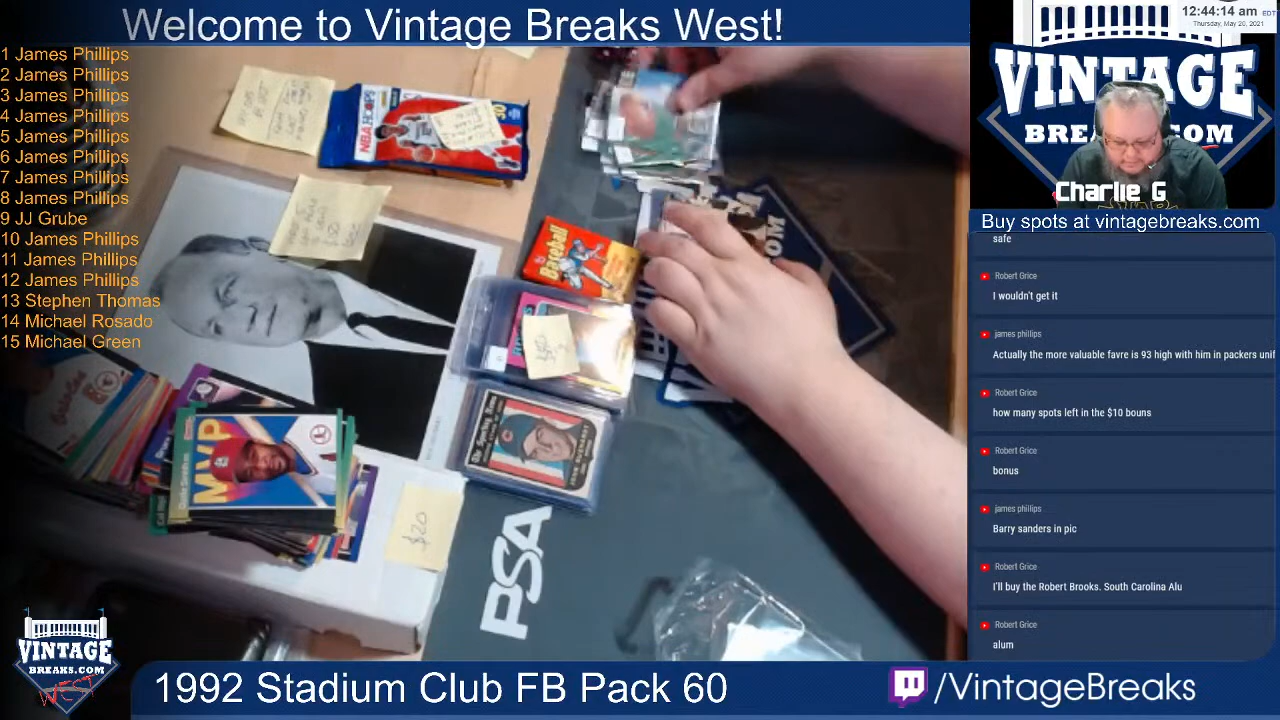 Welcome to Vintage Breaks West!
12:44:14 am EDT
Thursday, May 20, 2021
1 James Phillips
2 James Phillips
3 James Phillips
4 James Phillips
5 James Phillips
6 James Phillips
7 James Phillips
8 James Phillips
9 JJ Grube
10 James Phillips
11 James Phillips
12 James Phillips
13 Stephen Thomas
14 Michael Rosado
15 Michael Green
NBA HOOPS
30
Baseball
MVP
$20
PSA
VINTAGE
Charlie G
Buy spots at vintagebreaks.com
safe
Robert Grice
I wouldn't get it
james phillips
Actually the more valuable favre is 93 high with him in packers unif
Robert Grice
how many spots left in the $10 bouns
Robert Grice
bonus
james phillips
Barry sanders in pic
Robert Grice
I'll buy the Robert Brooks. South Carolina Alu
Robert Grice
alum
VINTAGE
BREAKS.COM
WEST
1992 Stadium Club FB Pack 60
/VintageBreaks